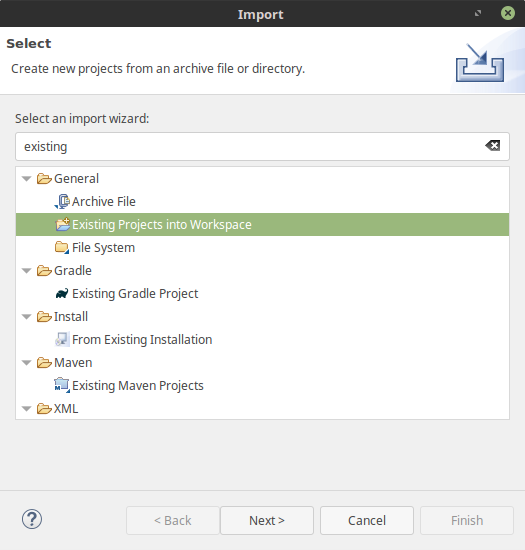 Import
Select
Create new projects from an archive file or directory.
Select an import wizard:
existing
General
Archive File
Existing Projects into Workspace
File System
Gradle
Existing Gradle Project
Install
From Existing Installation
Maven
Existing Maven Projects
XML
?
< Back
Next >
Cancel
Finish